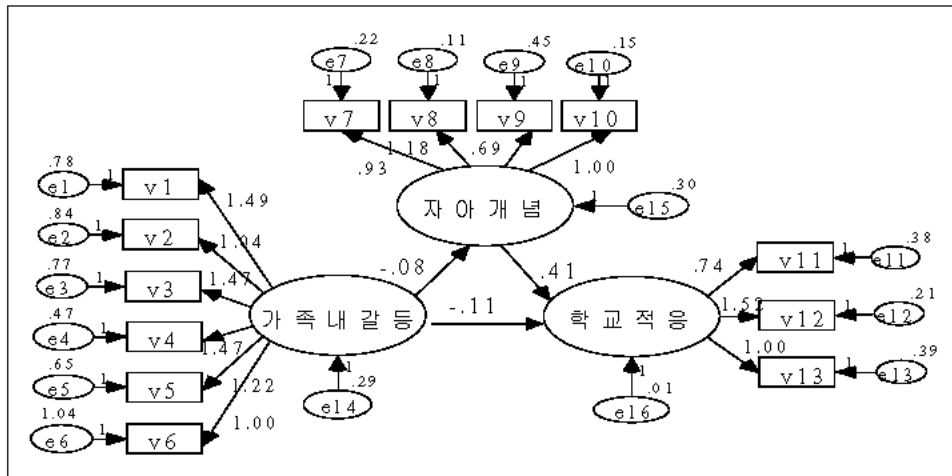 .22 .11 .45 .15
e7 e8 e9 e10
1 1 1 1
v7 v8 v9 v10
.93 1.18 .69 1.00
자아개념
1
.30
e15
.78
e1
1
v1
1.49
.84
e2
1
v2
1.04
.77
e3
1
v3
1.47
.47
e4
1
v4
1.47
.65
e5
1
v5
1.22
1.04
e6
1
v6
1.00
가족내갈등
1
.29
e14
-.08
-.11
.41
학교적응
1
.01
e16
.74
v11
1
.38
e11
1.52
v12
1
.21
e12
1.00
v13
1
.39
e13